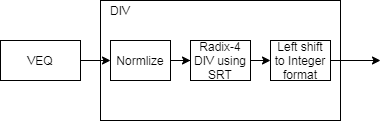 DIV
VEQ
Normlize
Radix-4
DIV using
SRT
Left shift
to Integer
format